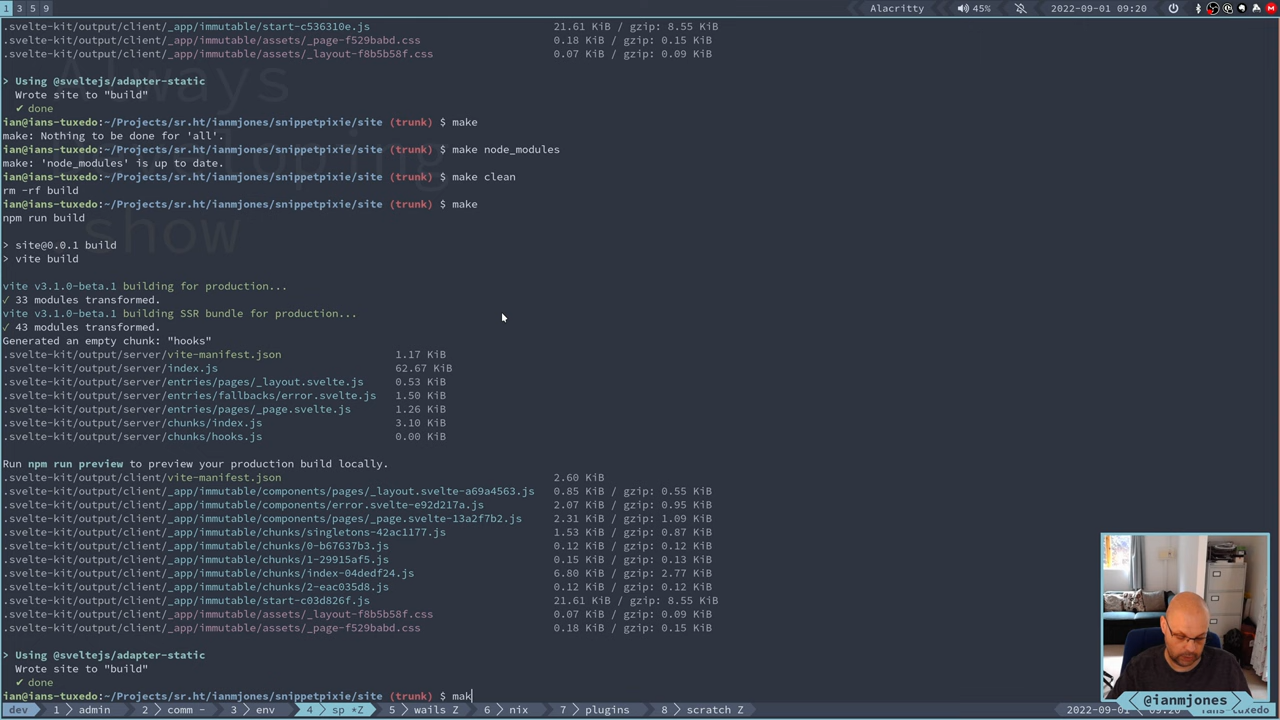 1 3 5 9 Alacritty 45% 2022-09-01 09:20
.svelte-kit/output/client/_app/immutable/start-c536310e.js 21.61 KiB / gzip: 8.55 KiB
.svelte-kit/output/client/_app/immutable/assets/_page-f529babd.css 0.18 KiB / gzip: 0.15 KiB
.svelte-kit/output/client/_app/immutable/assets/_layout-f8b5b58f.css 0.07 KiB / gzip: 0.09 KiB
> Using @sveltejs/adapter-static
Wrote site to "build"
✔ done
ian@ians-tuxedo:~/Projects/sr.ht/ianmjones/snippetpixie/site (trunk) $ make
make: Nothing to be done for 'all'.
ian@ians-tuxedo:~/Projects/sr.ht/ianmjones/snippetpixie/site (trunk) $ make node_modules
make: 'node_modules' is up to date.
ian@ians-tuxedo:~/Projects/sr.ht/ianmjones/snippetpixie/site (trunk) $ make clean
rm -rf build
ian@ians-tuxedo:~/Projects/sr.ht/ianmjones/snippetpixie/site (trunk) $ make
npm run build
> site@0.0.1 build
> vite build
vite v3.1.0-beta.1 building for production...
✓ 33 modules transformed.
vite v3.1.0-beta.1 building SSR bundle for production...
✓ 43 modules transformed.
Generated an empty chunk: "hooks"
.svelte-kit/output/server/vite-manifest.json 1.17 KiB
.svelte-kit/output/server/index.js 62.67 KiB
.svelte-kit/output/server/entries/pages/_layout.svelte.js 0.53 KiB
.svelte-kit/output/server/entries/fallbacks/error.svelte.js 1.50 KiB
.svelte-kit/output/server/entries/pages/_page.svelte.js 1.26 KiB
.svelte-kit/output/server/chunks/index.js 3.10 KiB
.svelte-kit/output/server/chunks/hooks.js 0.00 KiB
Run npm run preview to preview your production build locally.
.svelte-kit/output/client/vite-manifest.json 2.60 KiB
.svelte-kit/output/client/_app/immutable/components/pages/_layout.svelte-a69a4563.js 0.85 KiB / gzip: 0.55 KiB
.svelte-kit/output/client/_app/immutable/components/error.svelte-e92d217a.js 2.07 KiB / gzip: 0.95 KiB
.svelte-kit/output/client/_app/immutable/components/pages/_page.svelte-13a2f7b2.js 2.31 KiB / gzip: 1.09 KiB
.svelte-kit/output/client/_app/immutable/chunks/singletons-42ac1177.js 1.53 KiB / gzip: 0.87 KiB
.svelte-kit/output/client/_app/immutable/chunks/0-b67637b3.js 0.12 KiB / gzip: 0.12 KiB
.svelte-kit/output/client/_app/immutable/chunks/1-29915af5.js 0.15 KiB / gzip: 0.13 KiB
.svelte-kit/output/client/_app/immutable/chunks/index-04dedf24.js 6.80 KiB / gzip: 2.77 KiB
.svelte-kit/output/client/_app/immutable/chunks/2-eac035d8.js 0.12 KiB / gzip: 0.12 KiB
.svelte-kit/output/client/_app/immutable/start-c03d826f.js 21.61 KiB / gzip: 8.55 KiB
.svelte-kit/output/client/_app/immutable/assets/_layout-f8b5b58f.css 0.07 KiB / gzip: 0.09 KiB
.svelte-kit/output/client/_app/immutable/assets/_page-f529babd.css 0.18 KiB / gzip: 0.15 KiB
> Using @sveltejs/adapter-static
Wrote site to "build"
✔ done
ian@ians-tuxedo:~/Projects/sr.ht/ianmjones/snippetpixie/site (trunk) $ mak
@ianmjones
dev 1 admin 2 comm - 3 env 4 sp *Z 5 wails Z 6 nix 7 plugins 8 scratch Z tuxedo